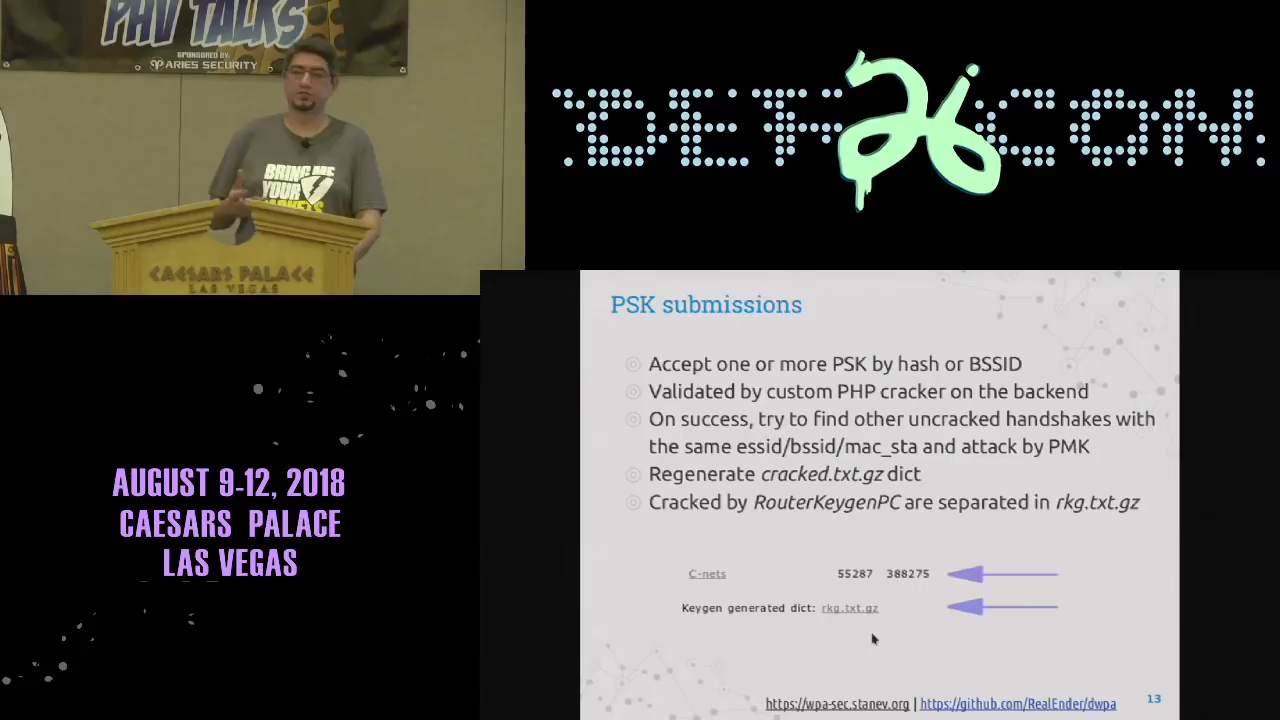 PHV TALKS
SPONSORED BY:
ARIES SECURITY
BRING ME
YOUR
CAESARS PALACE
LAS VEGAS
DEF CON
26
AUGUST 9-12, 2018
CAESARS PALACE
LAS VEGAS
PSK submissions
Accept one or more PSK by hash or BSSID
Validated by custom PHP cracker on the backend
On success, try to find other uncracked handshakes with
the same essid/bssid/mac_sta and attack by PMK
Regenerate cracked.txt.gz dict
Cracked by RouterKeygenPC are separated in rkg.txt.gz
C-nets 55287 388275
Keygen generated dict: rkg.txt.gz
https://wpa-sec.stanev.org | https://github.com/RealEnder/dwpa 13